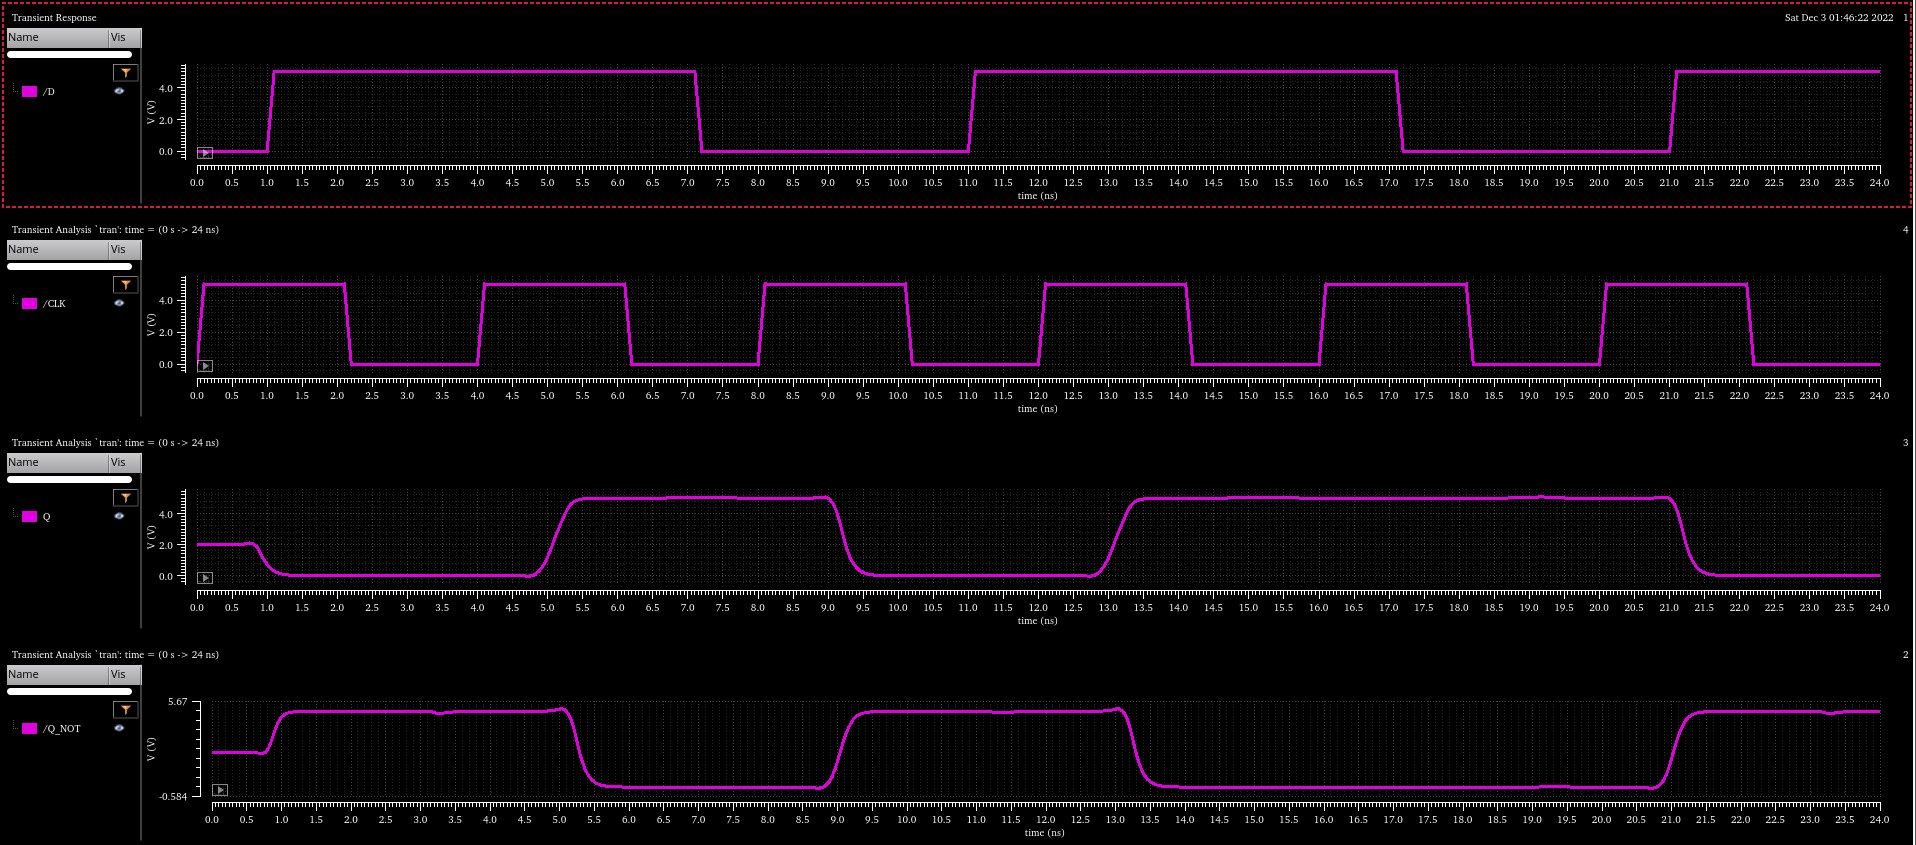 Transient Response
Sat Dec 3 01:46:22 2022 1
Name Vis
/D
V (V)
4.0
2.0
0.0
0.0 0.5 1.0 1.5 2.0 2.5 3.0 3.5 4.0 4.5 5.0 5.5 6.0 6.5 7.0 7.5 8.0 8.5 9.0 9.5 10.0 10.5 11.0 11.5 12.0 12.5 13.0 13.5 14.0 14.5 15.0 15.5 16.0 16.5 17.0 17.5 18.0 18.5 19.0 19.5 20.0 20.5 21.0 21.5 22.0 22.5 23.0 23.5 24.0
time (ns)
Transient Analysis `tran': time = (0 s -> 24 ns)
4
Name Vis
/CLK
V (V)
4.0
2.0
0.0
0.0 0.5 1.0 1.5 2.0 2.5 3.0 3.5 4.0 4.5 5.0 5.5 6.0 6.5 7.0 7.5 8.0 8.5 9.0 9.5 10.0 10.5 11.0 11.5 12.0 12.5 13.0 13.5 14.0 14.5 15.0 15.5 16.0 16.5 17.0 17.5 18.0 18.5 19.0 19.5 20.0 20.5 21.0 21.5 22.0 22.5 23.0 23.5 24.0
time (ns)
Transient Analysis `tran': time = (0 s -> 24 ns)
3
Name Vis
Q
V (V)
4.0
2.0
0.0
0.0 0.5 1.0 1.5 2.0 2.5 3.0 3.5 4.0 4.5 5.0 5.5 6.0 6.5 7.0 7.5 8.0 8.5 9.0 9.5 10.0 10.5 11.0 11.5 12.0 12.5 13.0 13.5 14.0 14.5 15.0 15.5 16.0 16.5 17.0 17.5 18.0 18.5 19.0 19.5 20.0 20.5 21.0 21.5 22.0 22.5 23.0 23.5 24.0
time (ns)
Transient Analysis `tran': time = (0 s -> 24 ns)
2
Name Vis
/Q_NOT
V (V)
5.67
-0.584
0.0 0.5 1.0 1.5 2.0 2.5 3.0 3.5 4.0 4.5 5.0 5.5 6.0 6.5 7.0 7.5 8.0 8.5 9.0 9.5 10.0 10.5 11.0 11.5 12.0 12.5 13.0 13.5 14.0 14.5 15.0 15.5 16.0 16.5 17.0 17.5 18.0 18.5 19.0 19.5 20.0 20.5 21.0 21.5 22.0 22.5 23.0 23.5 24.0
time (ns)